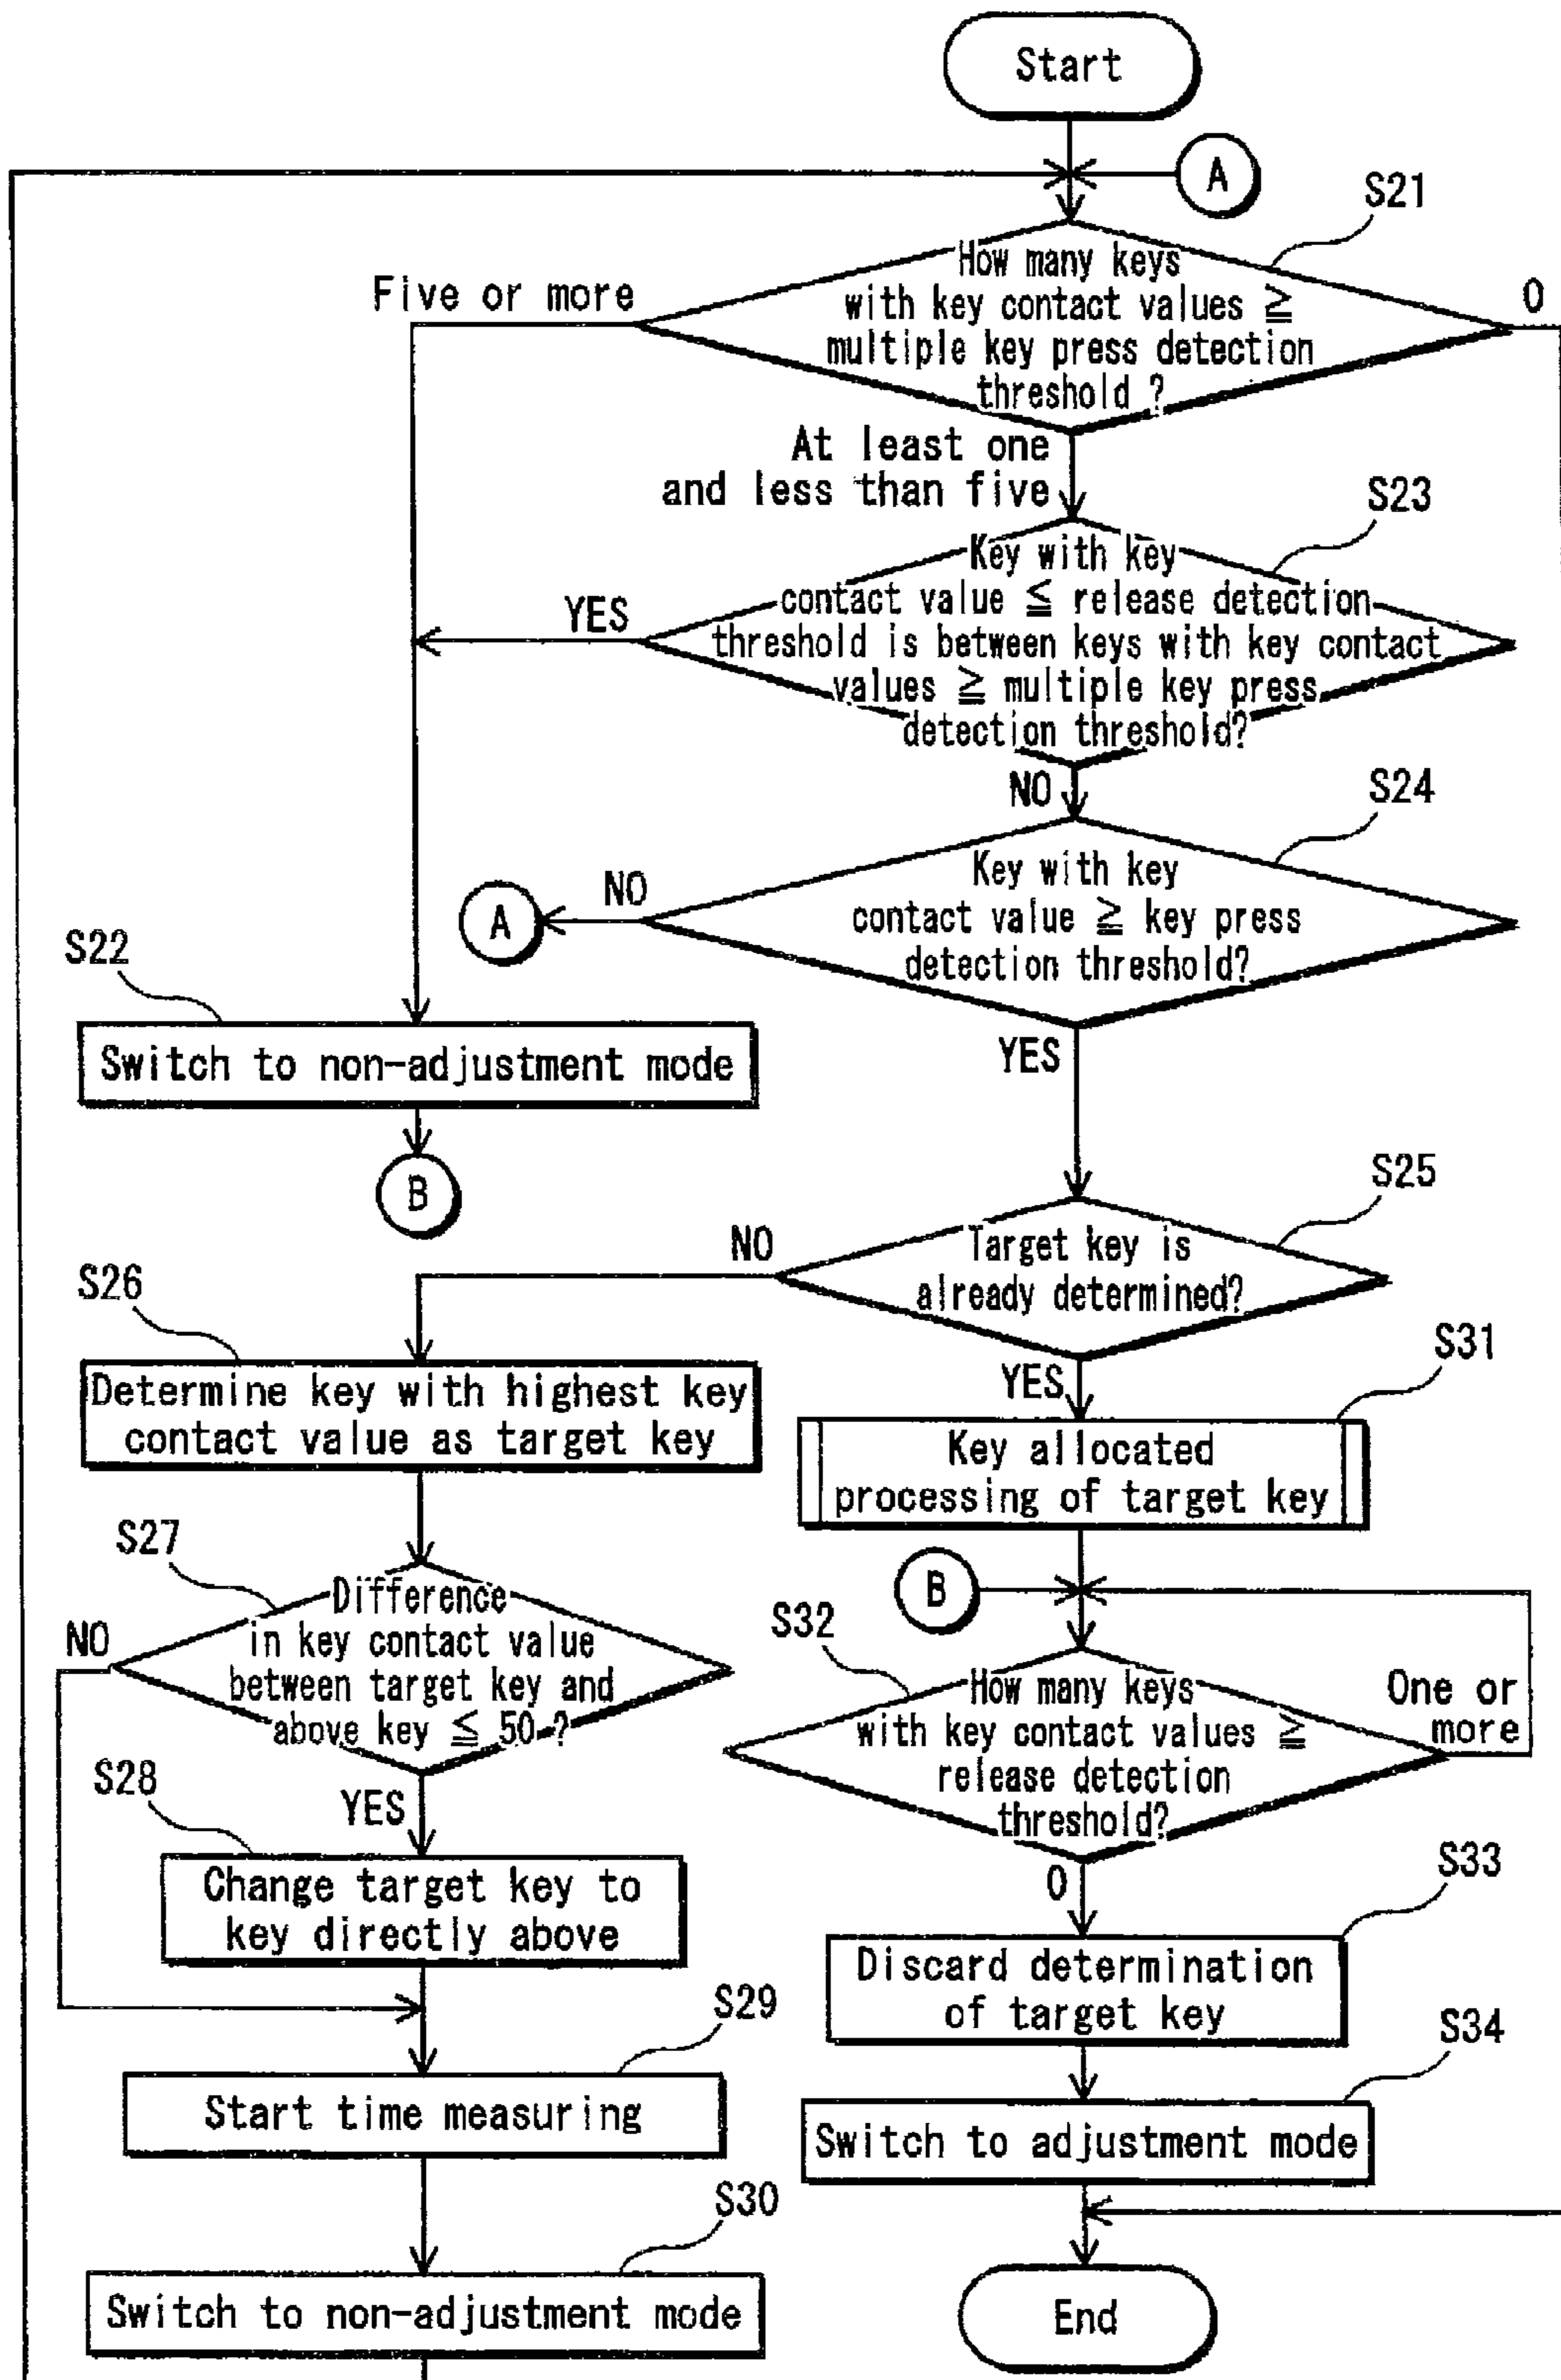 Start
A
S21
How many keys
with key contact values ≧
multiple key press detection
threshold ?
Five or more
0
At least one
and less than five
S23
Key with key
contact value ≦ release detection
threshold is between keys with key contact
values ≧ multiple key press
detection threshold?
YES
NO
S24
Key with key
contact value ≧ key press
detection threshold?
NO
A
YES
S22
Switch to non-adjustment mode
B
S25
Target key is
already determined?
NO
YES
S26
Determine key with highest key
contact value as target key
S31
Key allocated
processing of target key
S27
Difference
in key contact value
between target key and
above key ≦ 50 ?
NO
YES
B
S32
How many keys
with key contact values ≧
release detection
threshold?
One or
more
0
S28
Change target key to
key directly above
S33
Discard determination
of target key
S29
Start time measuring
S34
Switch to adjustment mode
S30
Switch to non-adjustment mode
End